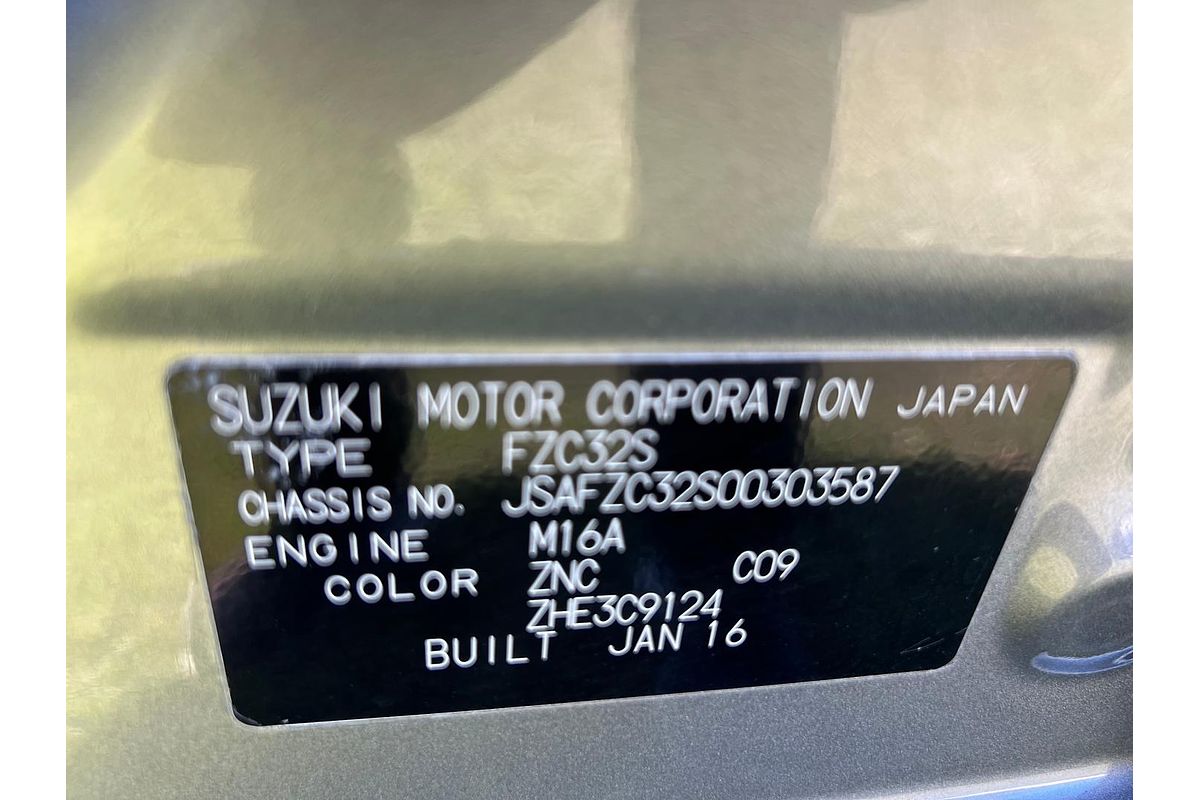 SUZUKI MOTOR CORPORATION JAPAN
TYPE FZC32S
CHASSIS NO. JSAFZC32S00303587
ENGINE M16A
COLOR ZNC C09
ZHE3C9124
BUILT JAN 16